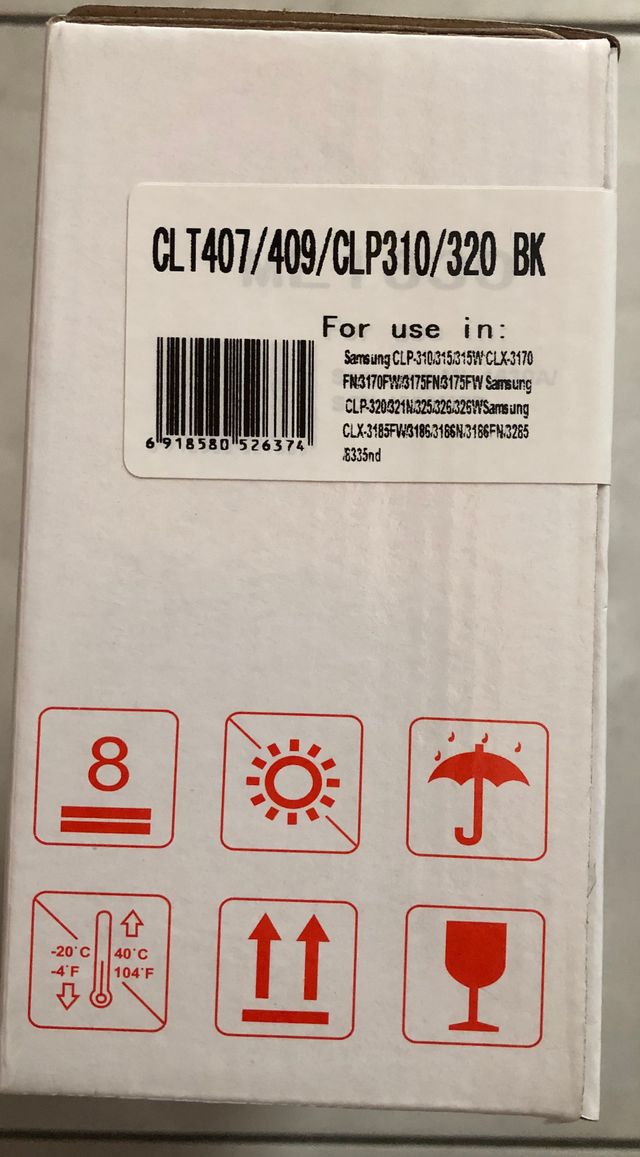 CLT407/409/CLP310/320 BK
For use in:
Samsung CLP-310/315/315W CLX-3170
FN/3170FW/3175FN/3175FW Samsung
CLP-320/321N/325/326/326WSamsung
CLX-3185FW/3186/3186N/3186FN/3285
/8335nd
6 918580 526374
8
-20°C 40°C
-4°F 104°F